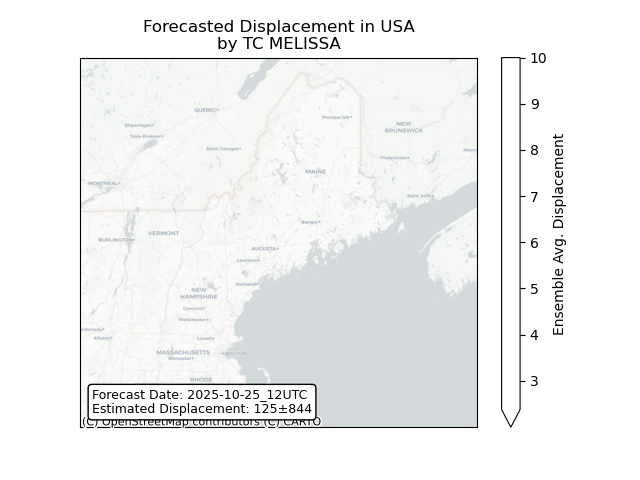 Forecasted Displacement in USA
by TC MELISSA
QUEBEC
Shawinigan
Trois-Rivieres
Saint-Georges
MONTREAL
Presque Isle
NEW
BRUNSWICK
Fredericton
Saint John
MAINE
Bangor
BURLINGTON
VERMONT
AUGUSTA
Lewiston
Portland
NEW
HAMPSHIRE
Concord
Manchester
Albany
Lowell
MASSACHUSETTS
Worcester
BOSTON
RHODE
Forecast Date: 2025-10-25_12UTC
Estimated Displacement: 125±844
(C) OpenStreetMap contributors (C) CARTO
10
9
8
7
6
5
4
3
Ensemble Avg. Displacement